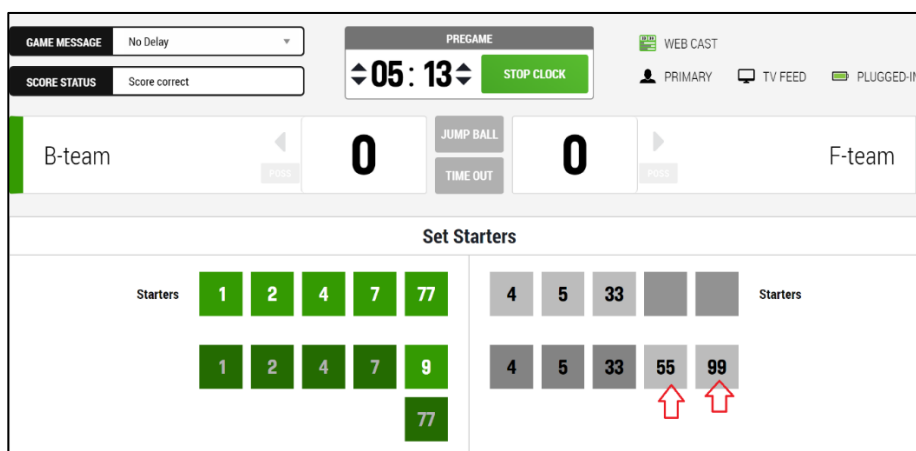 GAME MESSAGE No Delay
PREGAME
WEB CAST
SCORE STATUS Score correct
05 : 13
STOP CLOCK
PRIMARY TV FEED PLUGGED-IN
B-team
POSS
0
JUMP BALL
TIME OUT
0
POSS
F-team
Set Starters
Starters 1 2 4 7 77
4 5 33 Starters
1 2 4 7 9
4 5 33 55 99
77